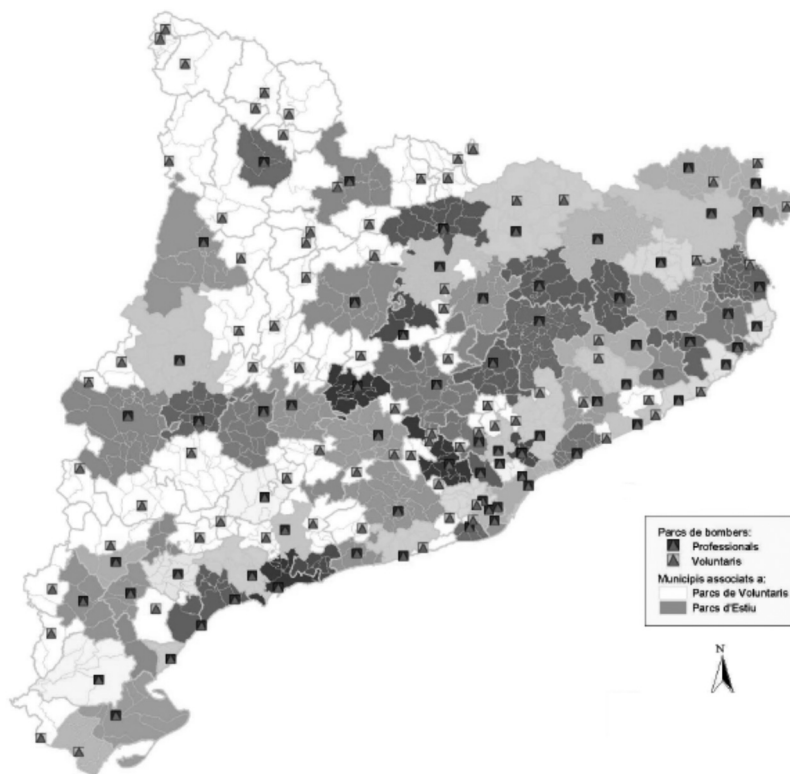 Parcs de bombers:
Professionals
Voluntaris
Municipis associats a:
Parcs de Voluntaris
Parcs d'Estiu
N